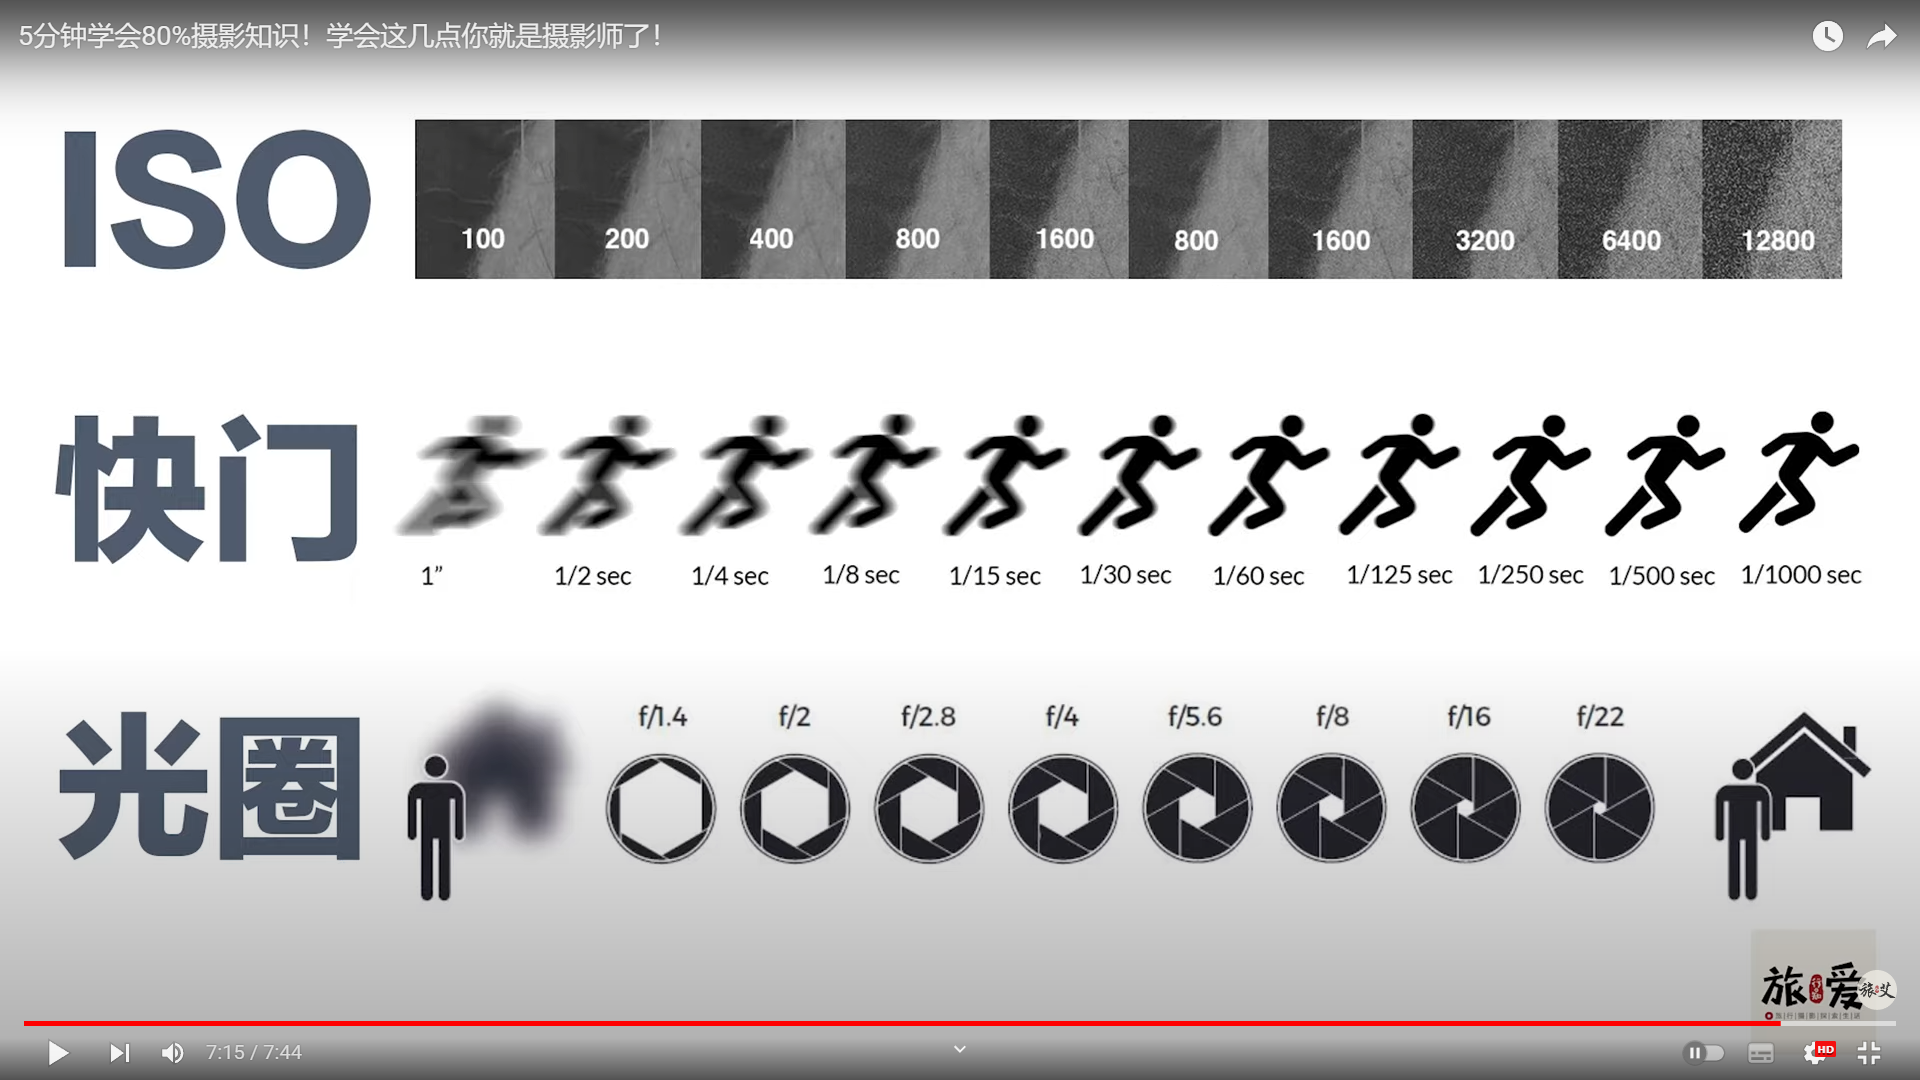 5分钟学会80%摄影知识！学会这几点你就是摄影师了！
ISO
100 200 400 800 1600 800 1600 3200 6400 12800
快门
1” 1/2 sec 1/4 sec 1/8 sec 1/15 sec 1/30 sec 1/60 sec 1/125 sec 1/250 sec 1/500 sec 1/1000 sec
f/1.4 f/2 f/2.8 f/4 f/5.6 f/8 f/16 f/22
光圈
旅 爱
7:15 / 7:44
HD